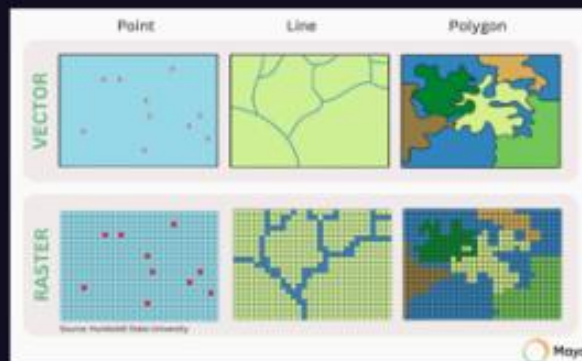 Point Line Polygon
VECTOR
RASTER
Source: Humboldt State University